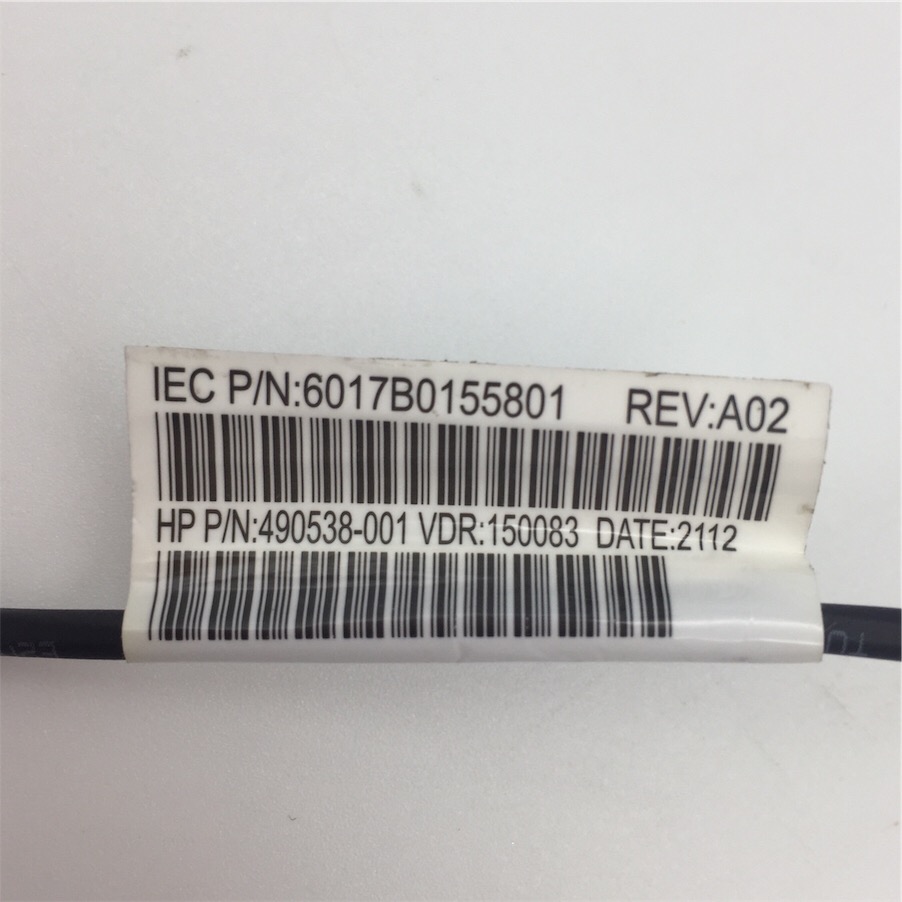 IEC P/N:6017B0155801 REV:A02
HP P/N:490538-001 VDR:150083 DATE:2112